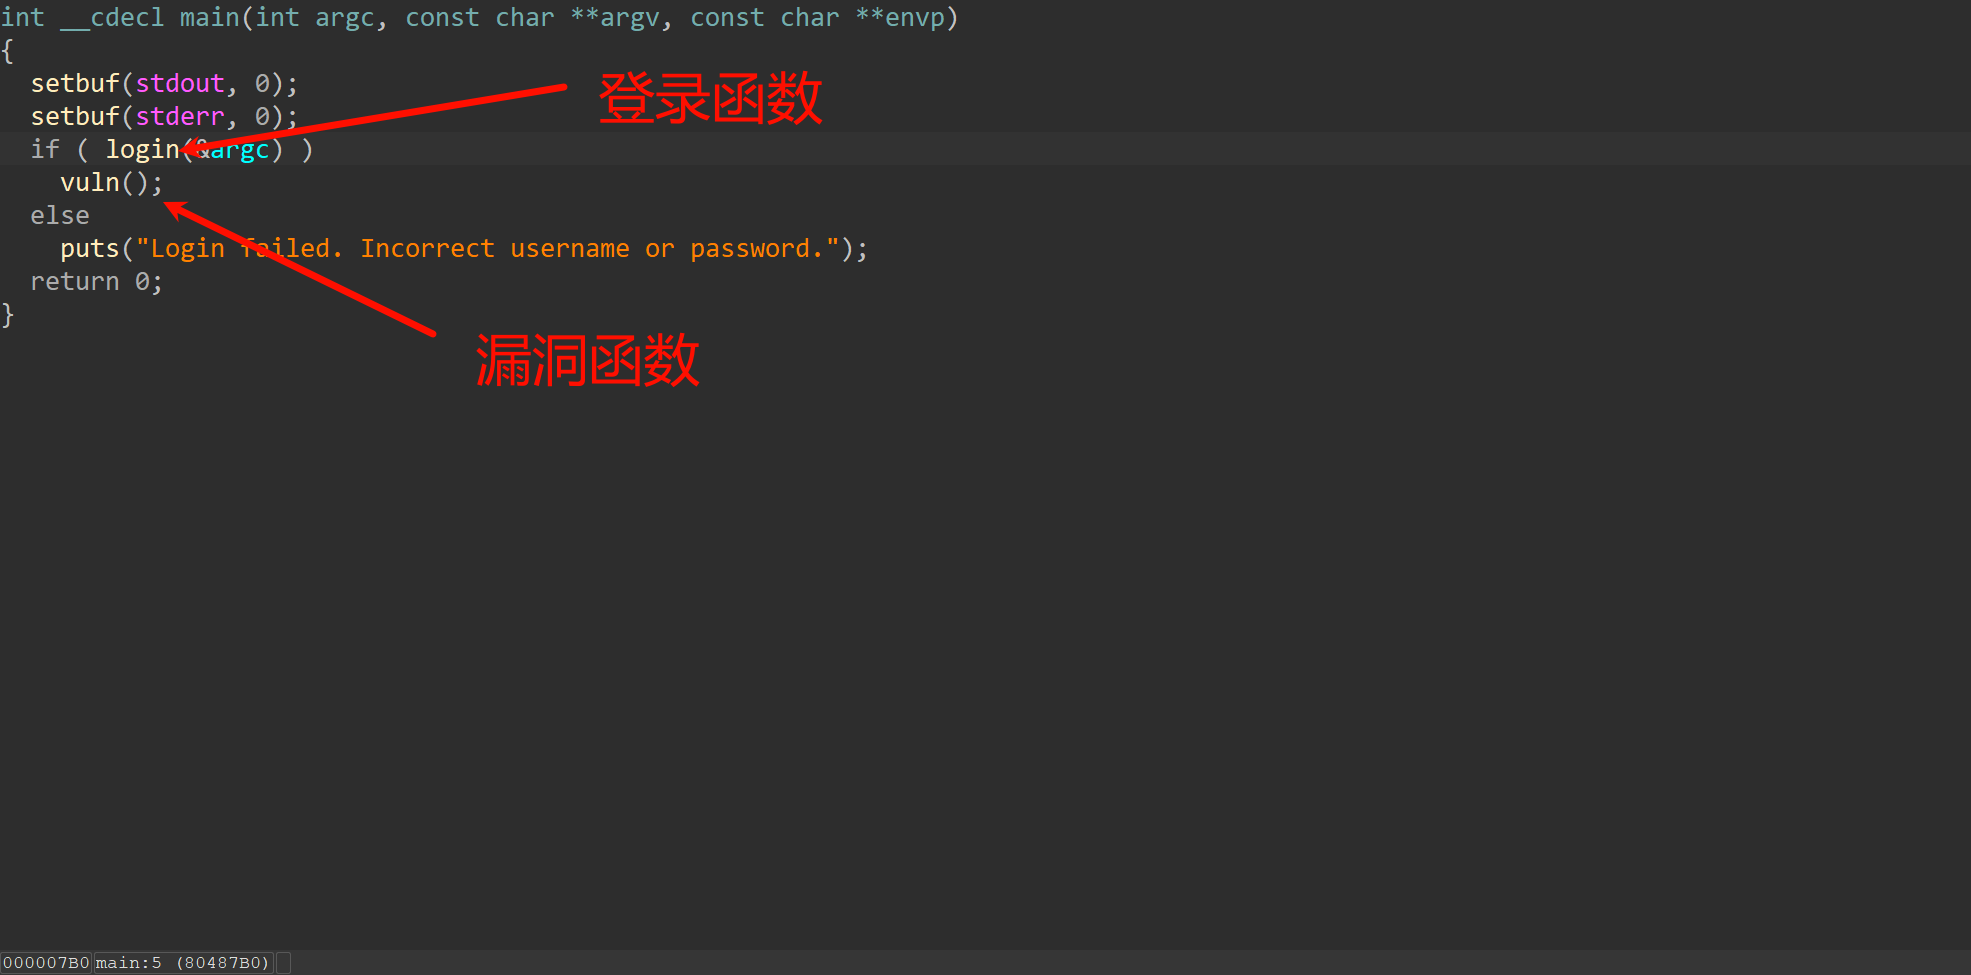 int __cdecl main(int argc, const char **argv, const char **envp)
{
  setbuf(stdout, 0);
  setbuf(stderr, 0);
登录函数
  if ( login(&argc) )
    vuln();
  else
    puts("Login failed. Incorrect username or password.");
  return 0;
}
漏洞函数
000007B0 main:5 (80487B0)